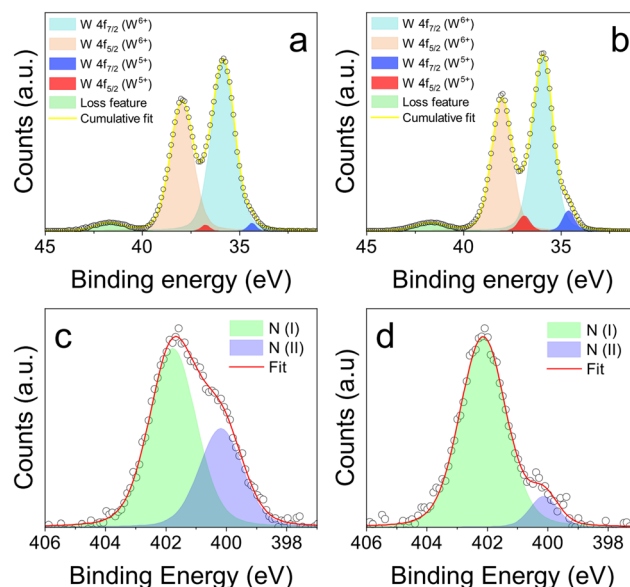 a
W 4f7/2 (W6+)
W 4f5/2 (W6+)
W 4f7/2 (W5+)
W 4f5/2 (W5+)
Loss feature
Cumulative fit
Counts (a.u.)
45 40 35
Binding energy (eV)
b
W 4f7/2 (W6+)
W 4f5/2 (W6+)
W 4f7/2 (W5+)
W 4f5/2 (W5+)
Loss feature
Cumulative fit
Counts (a.u.)
45 40 35
Binding energy (eV)
c
N (I)
N (II)
Fit
Counts (a.u.)
406 404 402 400 398
Binding Energy (eV)
d
N (I)
N (II)
Fit
Counts (a.u)
406 404 402 400 398
Binding Energy (eV)